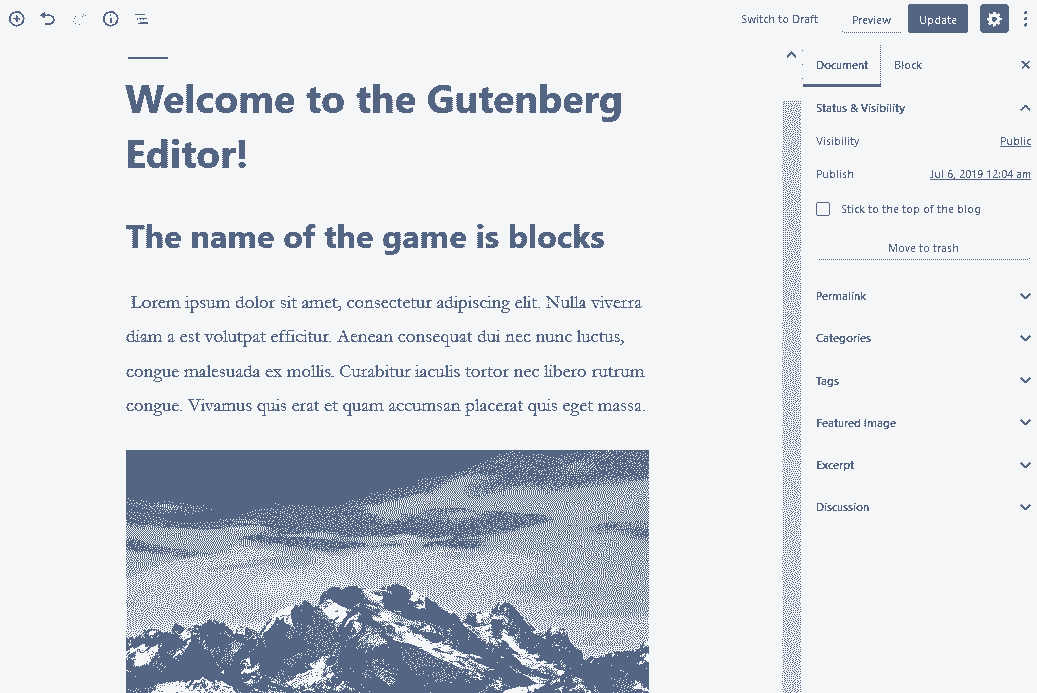 Switch to Draft Preview Update
Document Block
Welcome to the Gutenberg
Editor!
The name of the game is blocks
Lorem ipsum dolor sit amet, consectetur adipiscing elit. Nulla viverra
diam a est volutpat efficitur. Aenean consequat dui nec nunc luctus,
congue malesuada ex mollis. Curabitur iaculis tortor nec libero rutrum
congue. Vivamus quis erat et quam accumsan placerat quis eget massa.
Status & Visibility
Visibility Public
Publish Jul 6, 2019 12:04 am
Stick to the top of the blog
Move to trash
Permalink
Categories
Tags
Featured Image
Excerpt
Discussion